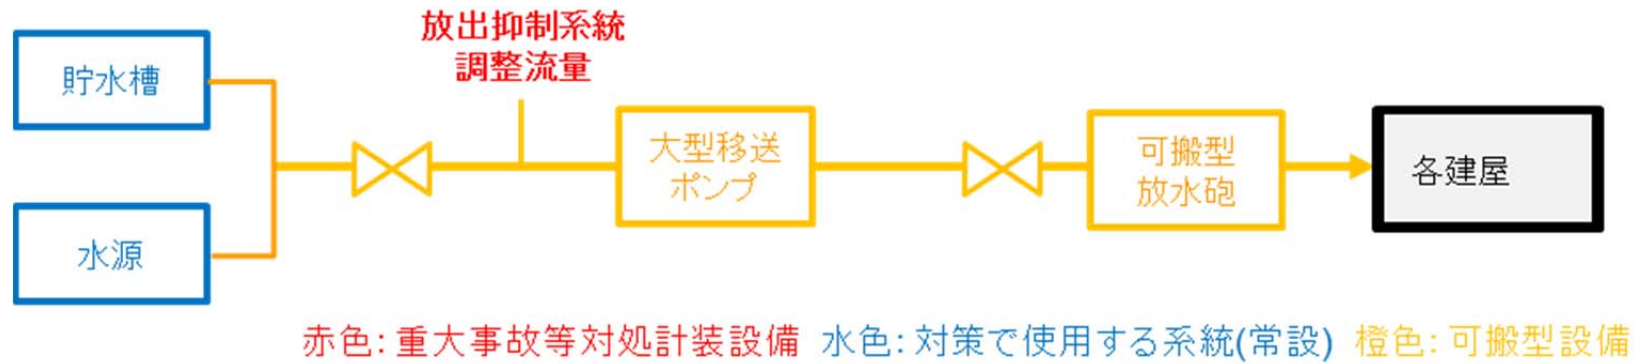 放出抑制系統
調整流量
貯水槽
水源
大型移送
ポンプ
可搬型
放水砲
各建屋
赤色:重大事故等対処計装設備 水色:対策で使用する系統(常設) 橙色:可搬型設備